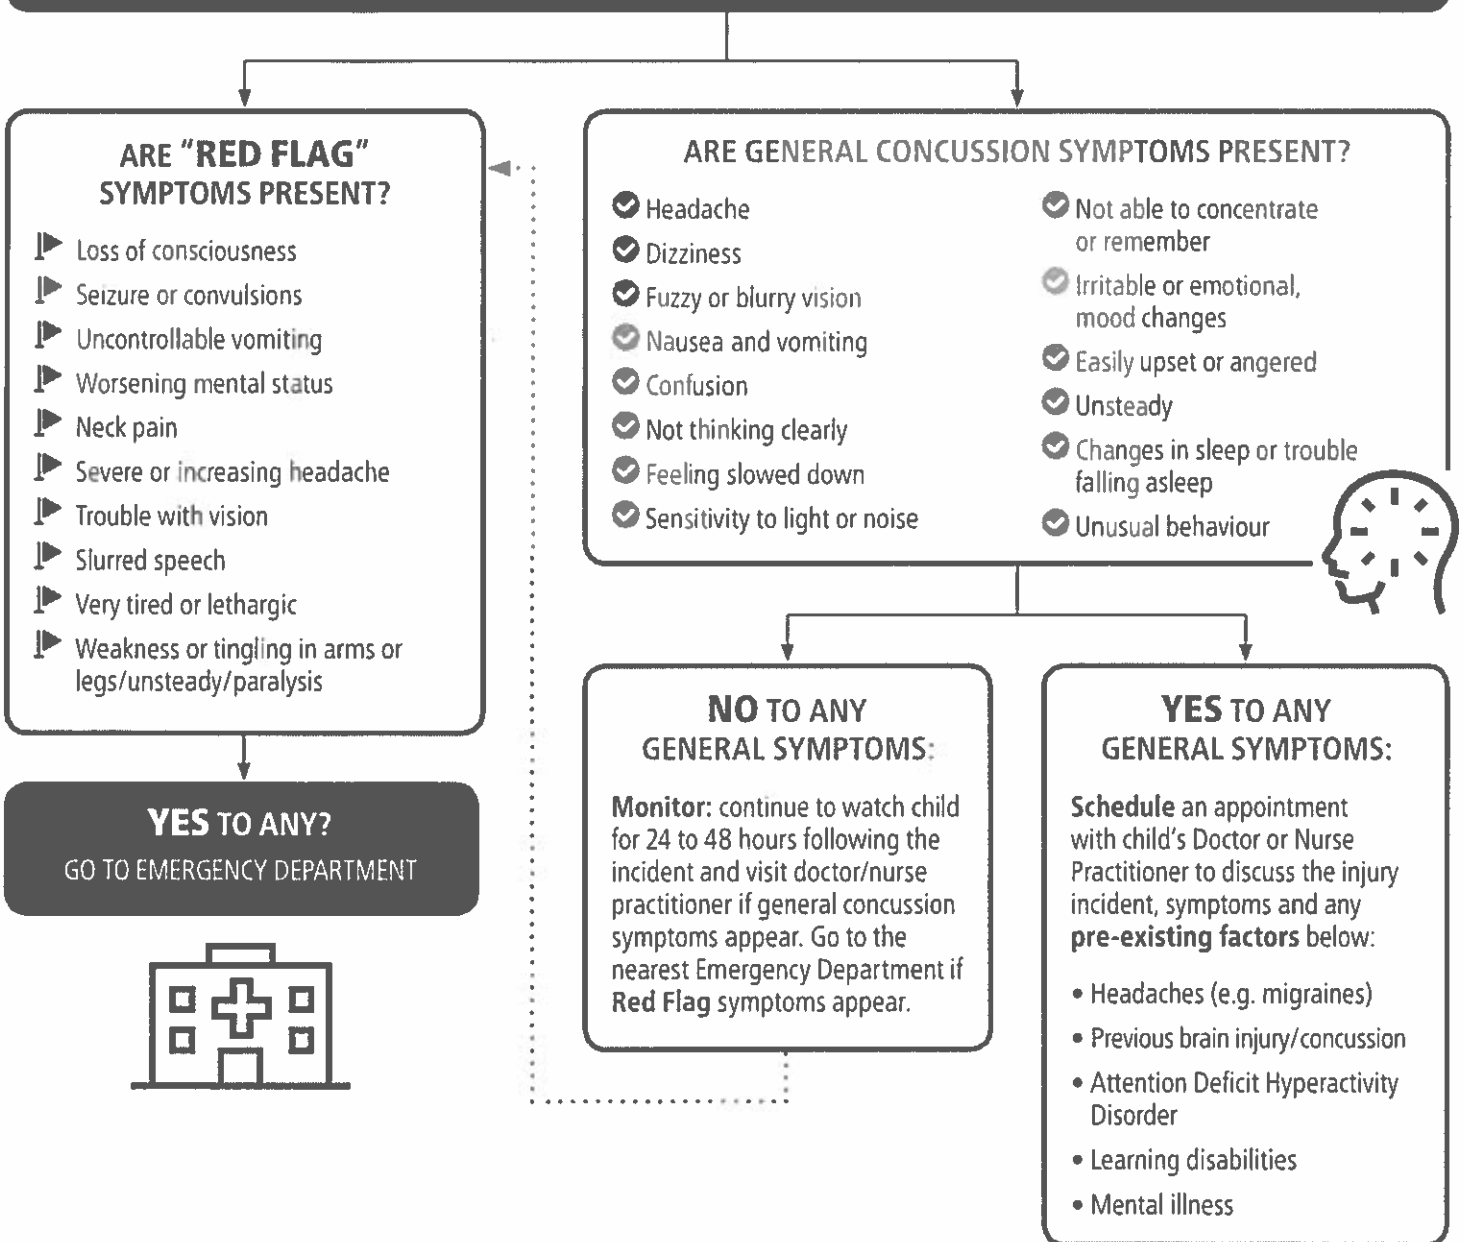 ARE "RED FLAG"
SYMPTOMS PRESENT?
Loss of consciousness
Seizure or convulsions
Uncontrollable vomiting
Worsening mental status
Neck pain
Severe or increasing headache
Trouble with vision
Slurred speech
Very tired or lethargic
Weakness or tingling in arms or
legs/unsteady/paralysis
YES TO ANY?
GO TO EMERGENCY DEPARTMENT
ARE GENERAL CONCUSSION SYMPTOMS PRESENT?
Headache
Dizziness
Fuzzy or blurry vision
Nausea and vomiting
Confusion
Not thinking clearly
Feeling slowed down
Sensitivity to light or noise
Not able to concentrate
or remember
Irritable or emotional,
mood changes
Easily upset or angered
Unsteady
Changes in sleep or trouble
falling asleep
Unusual behaviour
NO TO ANY
GENERAL SYMPTOMS:
Monitor: continue to watch child
for 24 to 48 hours following the
incident and visit doctor/nurse
practitioner if general concussion
symptoms appear. Go to the
nearest Emergency Department if
Red Flag symptoms appear.
YES TO ANY
GENERAL SYMPTOMS:
Schedule an appointment
with child's Doctor or Nurse
Practitioner to discuss the injury
incident, symptoms and any
pre-existing factors below:
• Headaches (e.g. migraines)
• Previous brain injury/concussion
• Attention Deficit Hyperactivity
Disorder
• Learning disabilities
• Mental illness